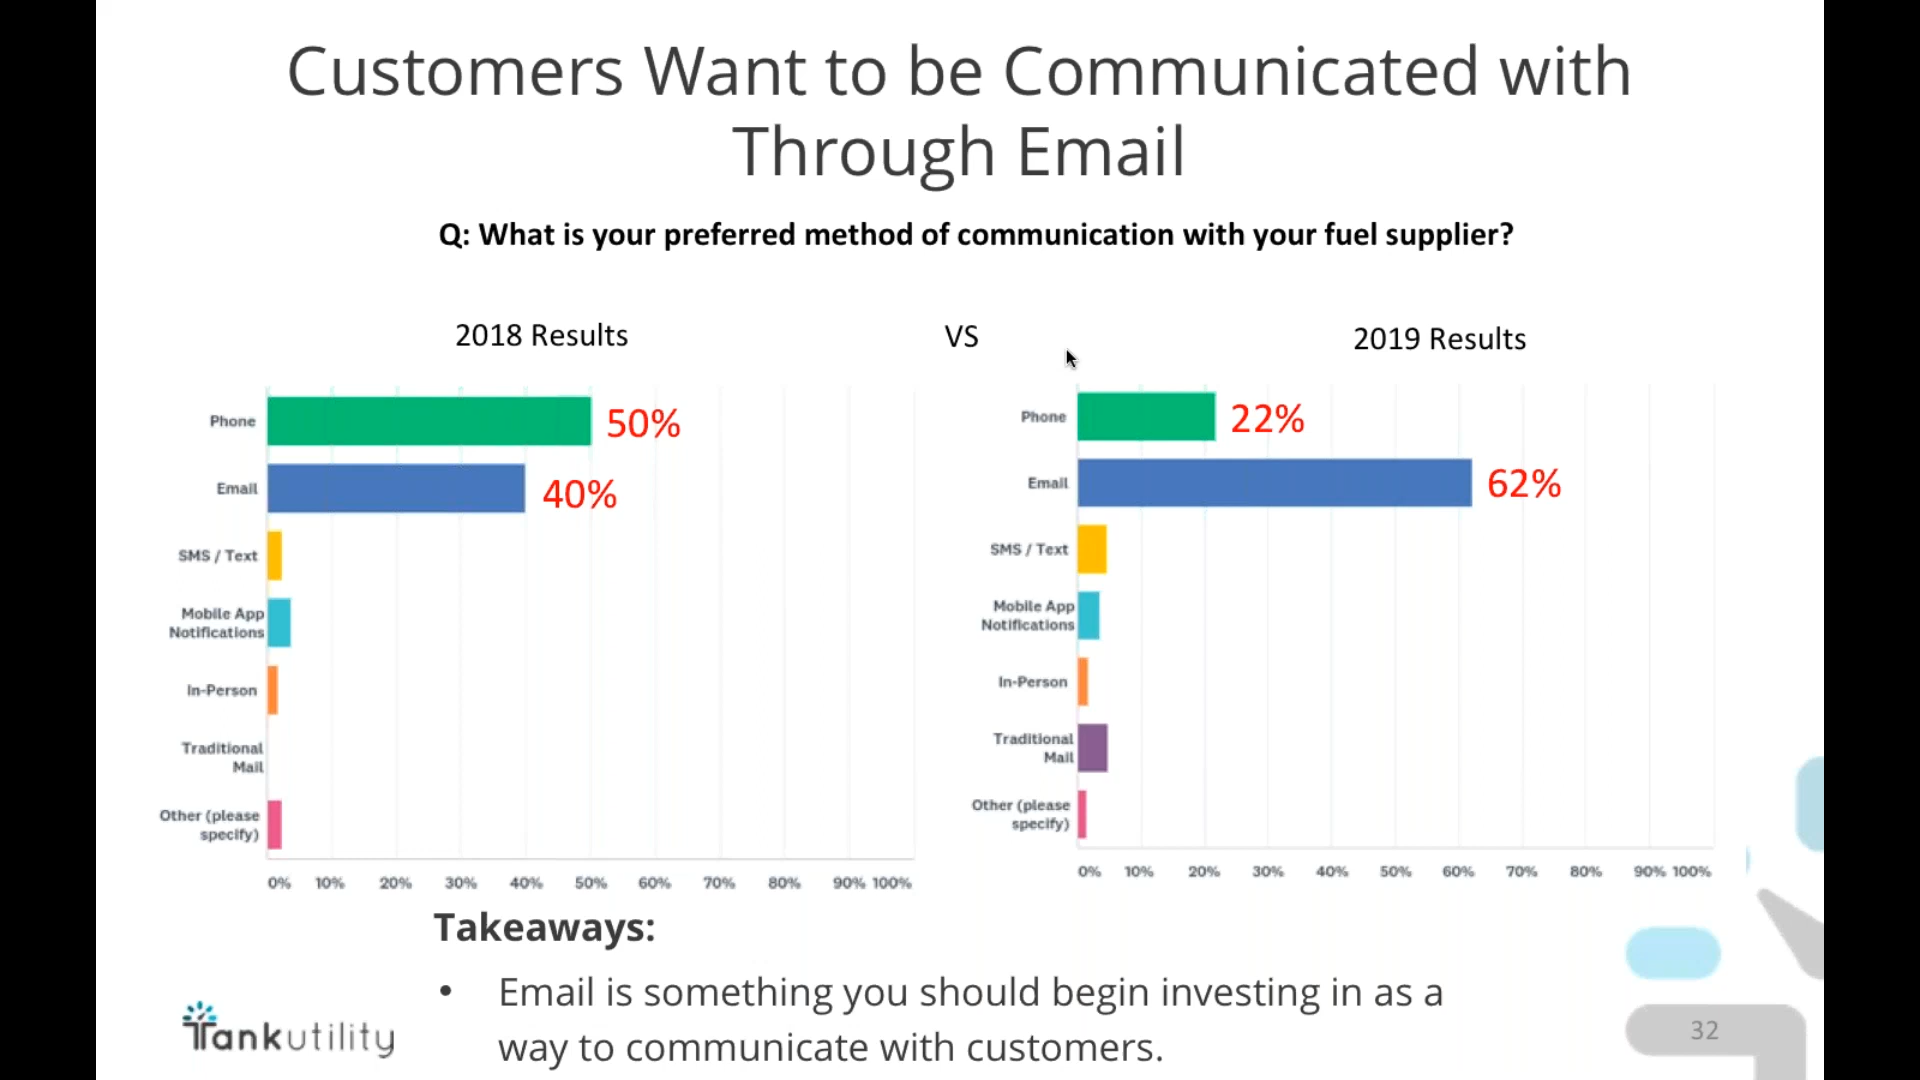 Customers Want to be Communicated with
Through Email
Q: What is your preferred method of communication with your fuel supplier?
2018 Results
VS
2019 Results
Phone
50%
Email
40%
SMS / Text
Mobile App
Notifications
In-Person
Traditional
Mail
Other (please
specify)
0% 10% 20% 30% 40% 50% 60% 70% 80% 90% 100%
Phone
22%
Email
62%
SMS / Text
Mobile App
Notifications
In-Person
Traditional
Mail
Other (please
specify)
0% 10% 20% 30% 40% 50% 60% 70% 80% 90% 100%
Takeaways:
• Email is something you should begin investing in as a
way to communicate with customers.
Tankutility
32